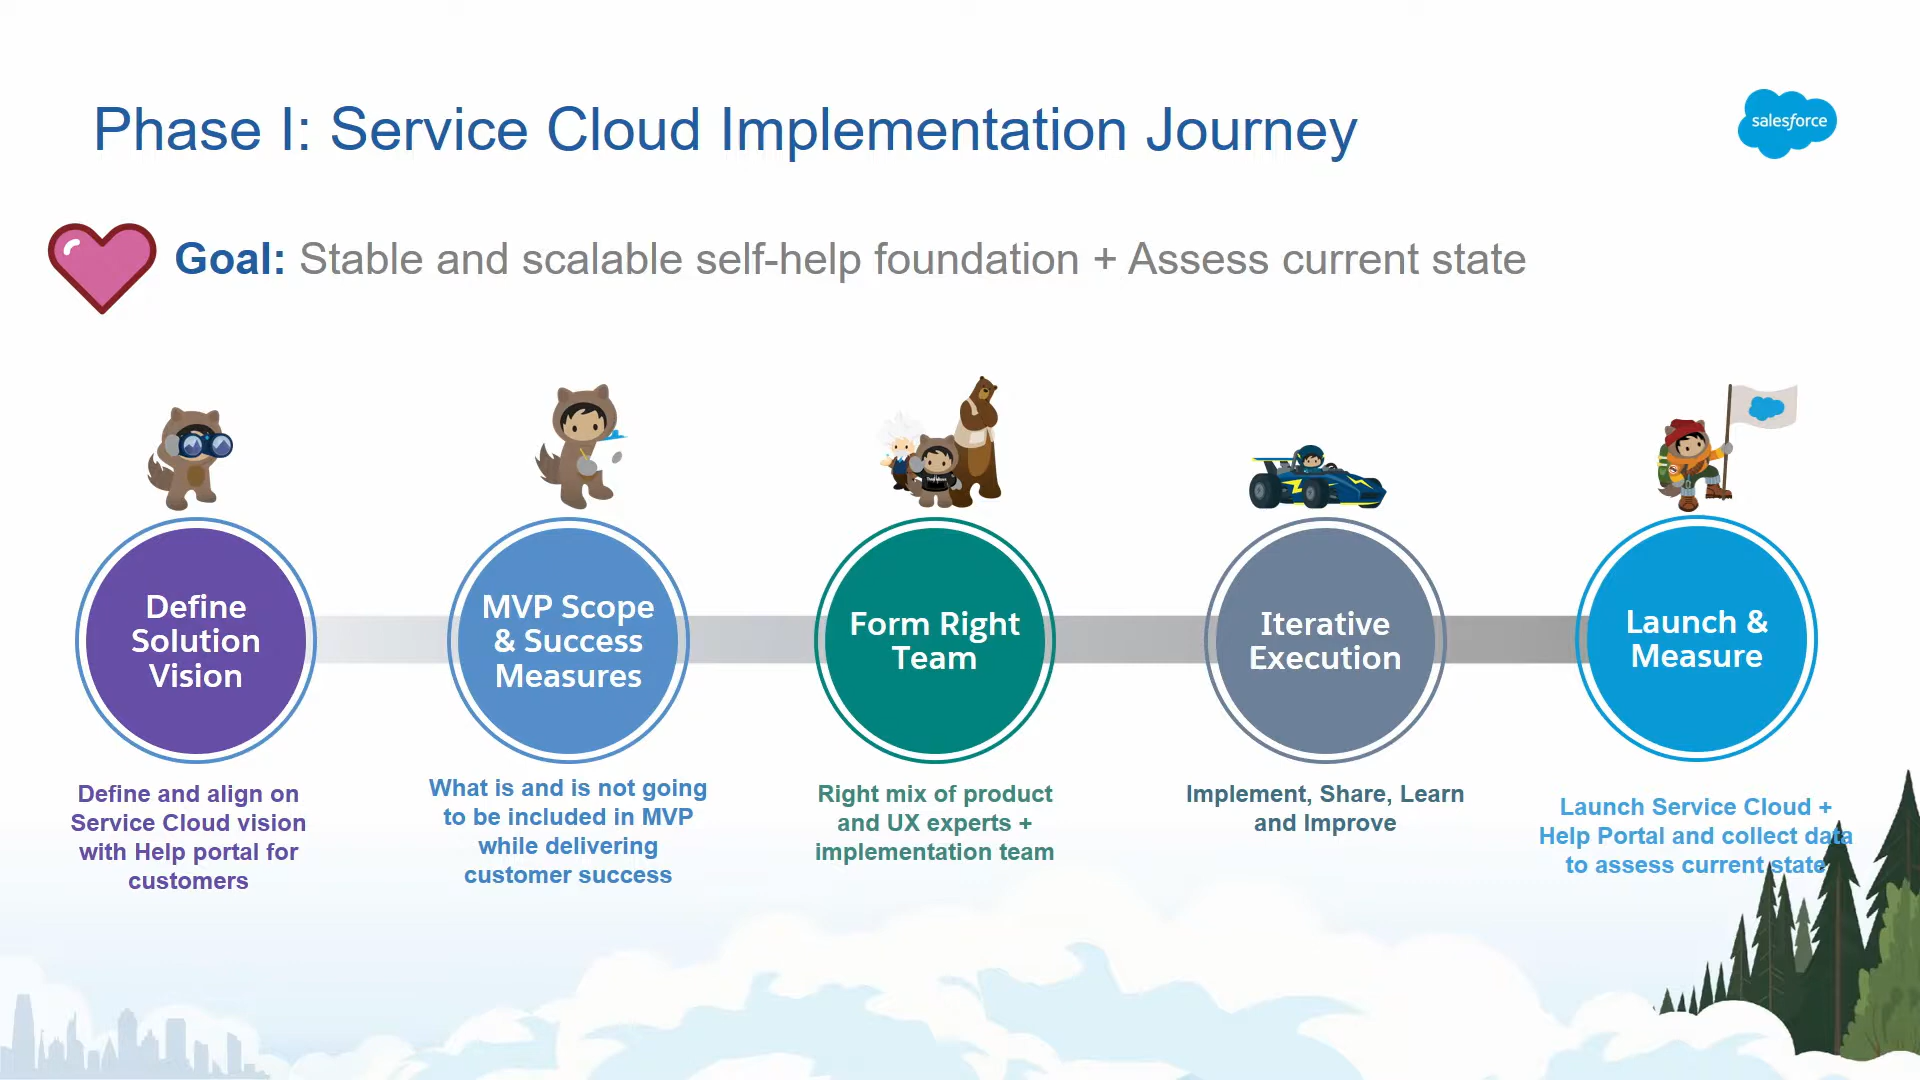 Phase I: Service Cloud Implementation Journey
salesforce
Goal: Stable and scalable self-help foundation + Assess current state
Define
Solution
Vision
MVP Scope
& Success
Measures
Form Right
Team
Iterative
Execution
Launch &
Measure
Define and align on
Service Cloud vision
with Help portal for
customers
What is and is not going
to be included in MVP
while delivering
customer success
Right mix of product
and UX experts +
implementation team
Implement, Share, Learn
and Improve
Launch Service Cloud +
Help Portal and collect data
to assess current state